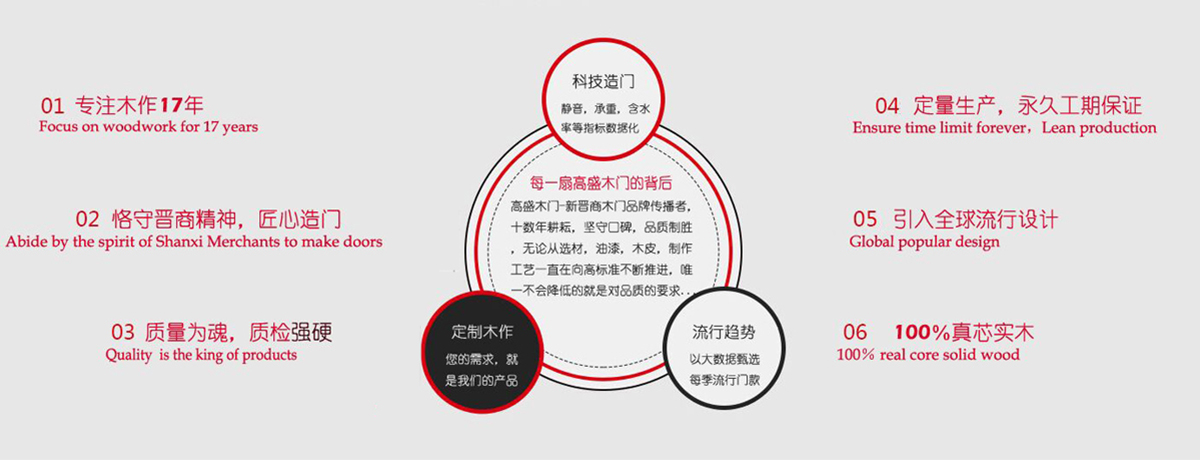 01 专注木作17年
Focus on woodwork for 17 years
02 恪守晋商精神，匠心造门
Abide by the spirit of Shanxi Merchants to make doors
03 质量为魂，质检强硬
Quality is the king of products
科技造门
静音，承重，含水
率等指标数据化
每一扇高盛木门的背后
高盛木门-新晋商木门品牌传播者，
十数年耕耘，坚守口碑，品质制胜
，无论从选材，油漆，木皮，制作
工艺一直在向高标准不断推进，唯
一不会降低的就是对品质的要求...
定制木作
您的需求，就
是我们的产品
流行趋势
以大数据甄选
每季流行门款
04 定量生产，永久工期保证
Ensure time limit forever，Lean production
05 引入全球流行设计
Global popular design
06 100%真芯实木
100% real core solid wood